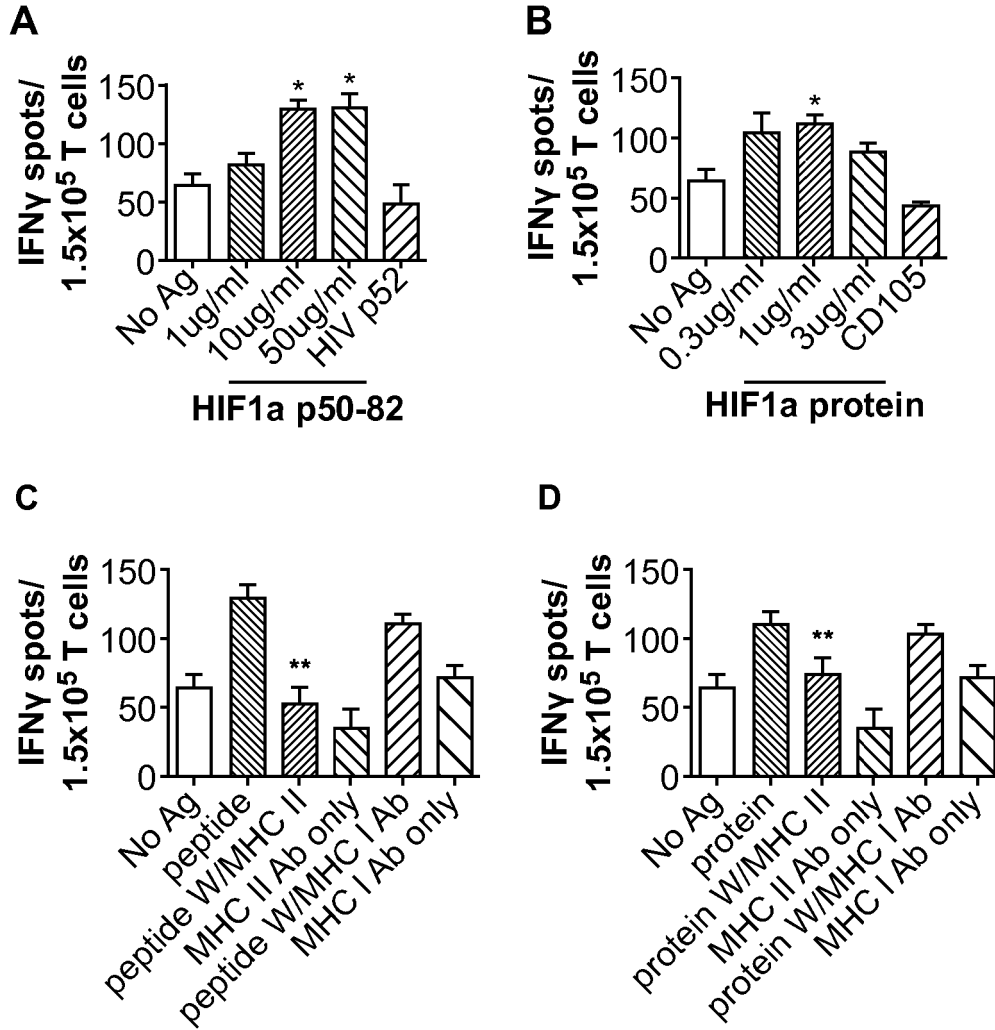 A
IFNγ spots/
1.5x10⁵ T cells
150
100
50
0
* *
No Ag
1ug/ml
10ug/ml
50ug/ml
HIV p52
HIF1a p50-82
B
IFNγ spots/
1.5x10⁵ T cells
150
100
50
0
*
No Ag
0.3ug/ml
1ug/ml
3ug/ml
CD105
HIF1a protein
C
IFNγ spots/
1.5x10⁵ T cells
150
100
50
0
**
No Ag
peptide
peptide W/MHC II
MHC II Ab only
peptide W/MHC I Ab
MHC I Ab only
D
IFNγ spots/
1.5x10⁵ T cells
150
100
50
0
**
No Ag
protein
protein W/MHC II
MHC II Ab only
protein W/MHC I Ab
MHC I Ab only